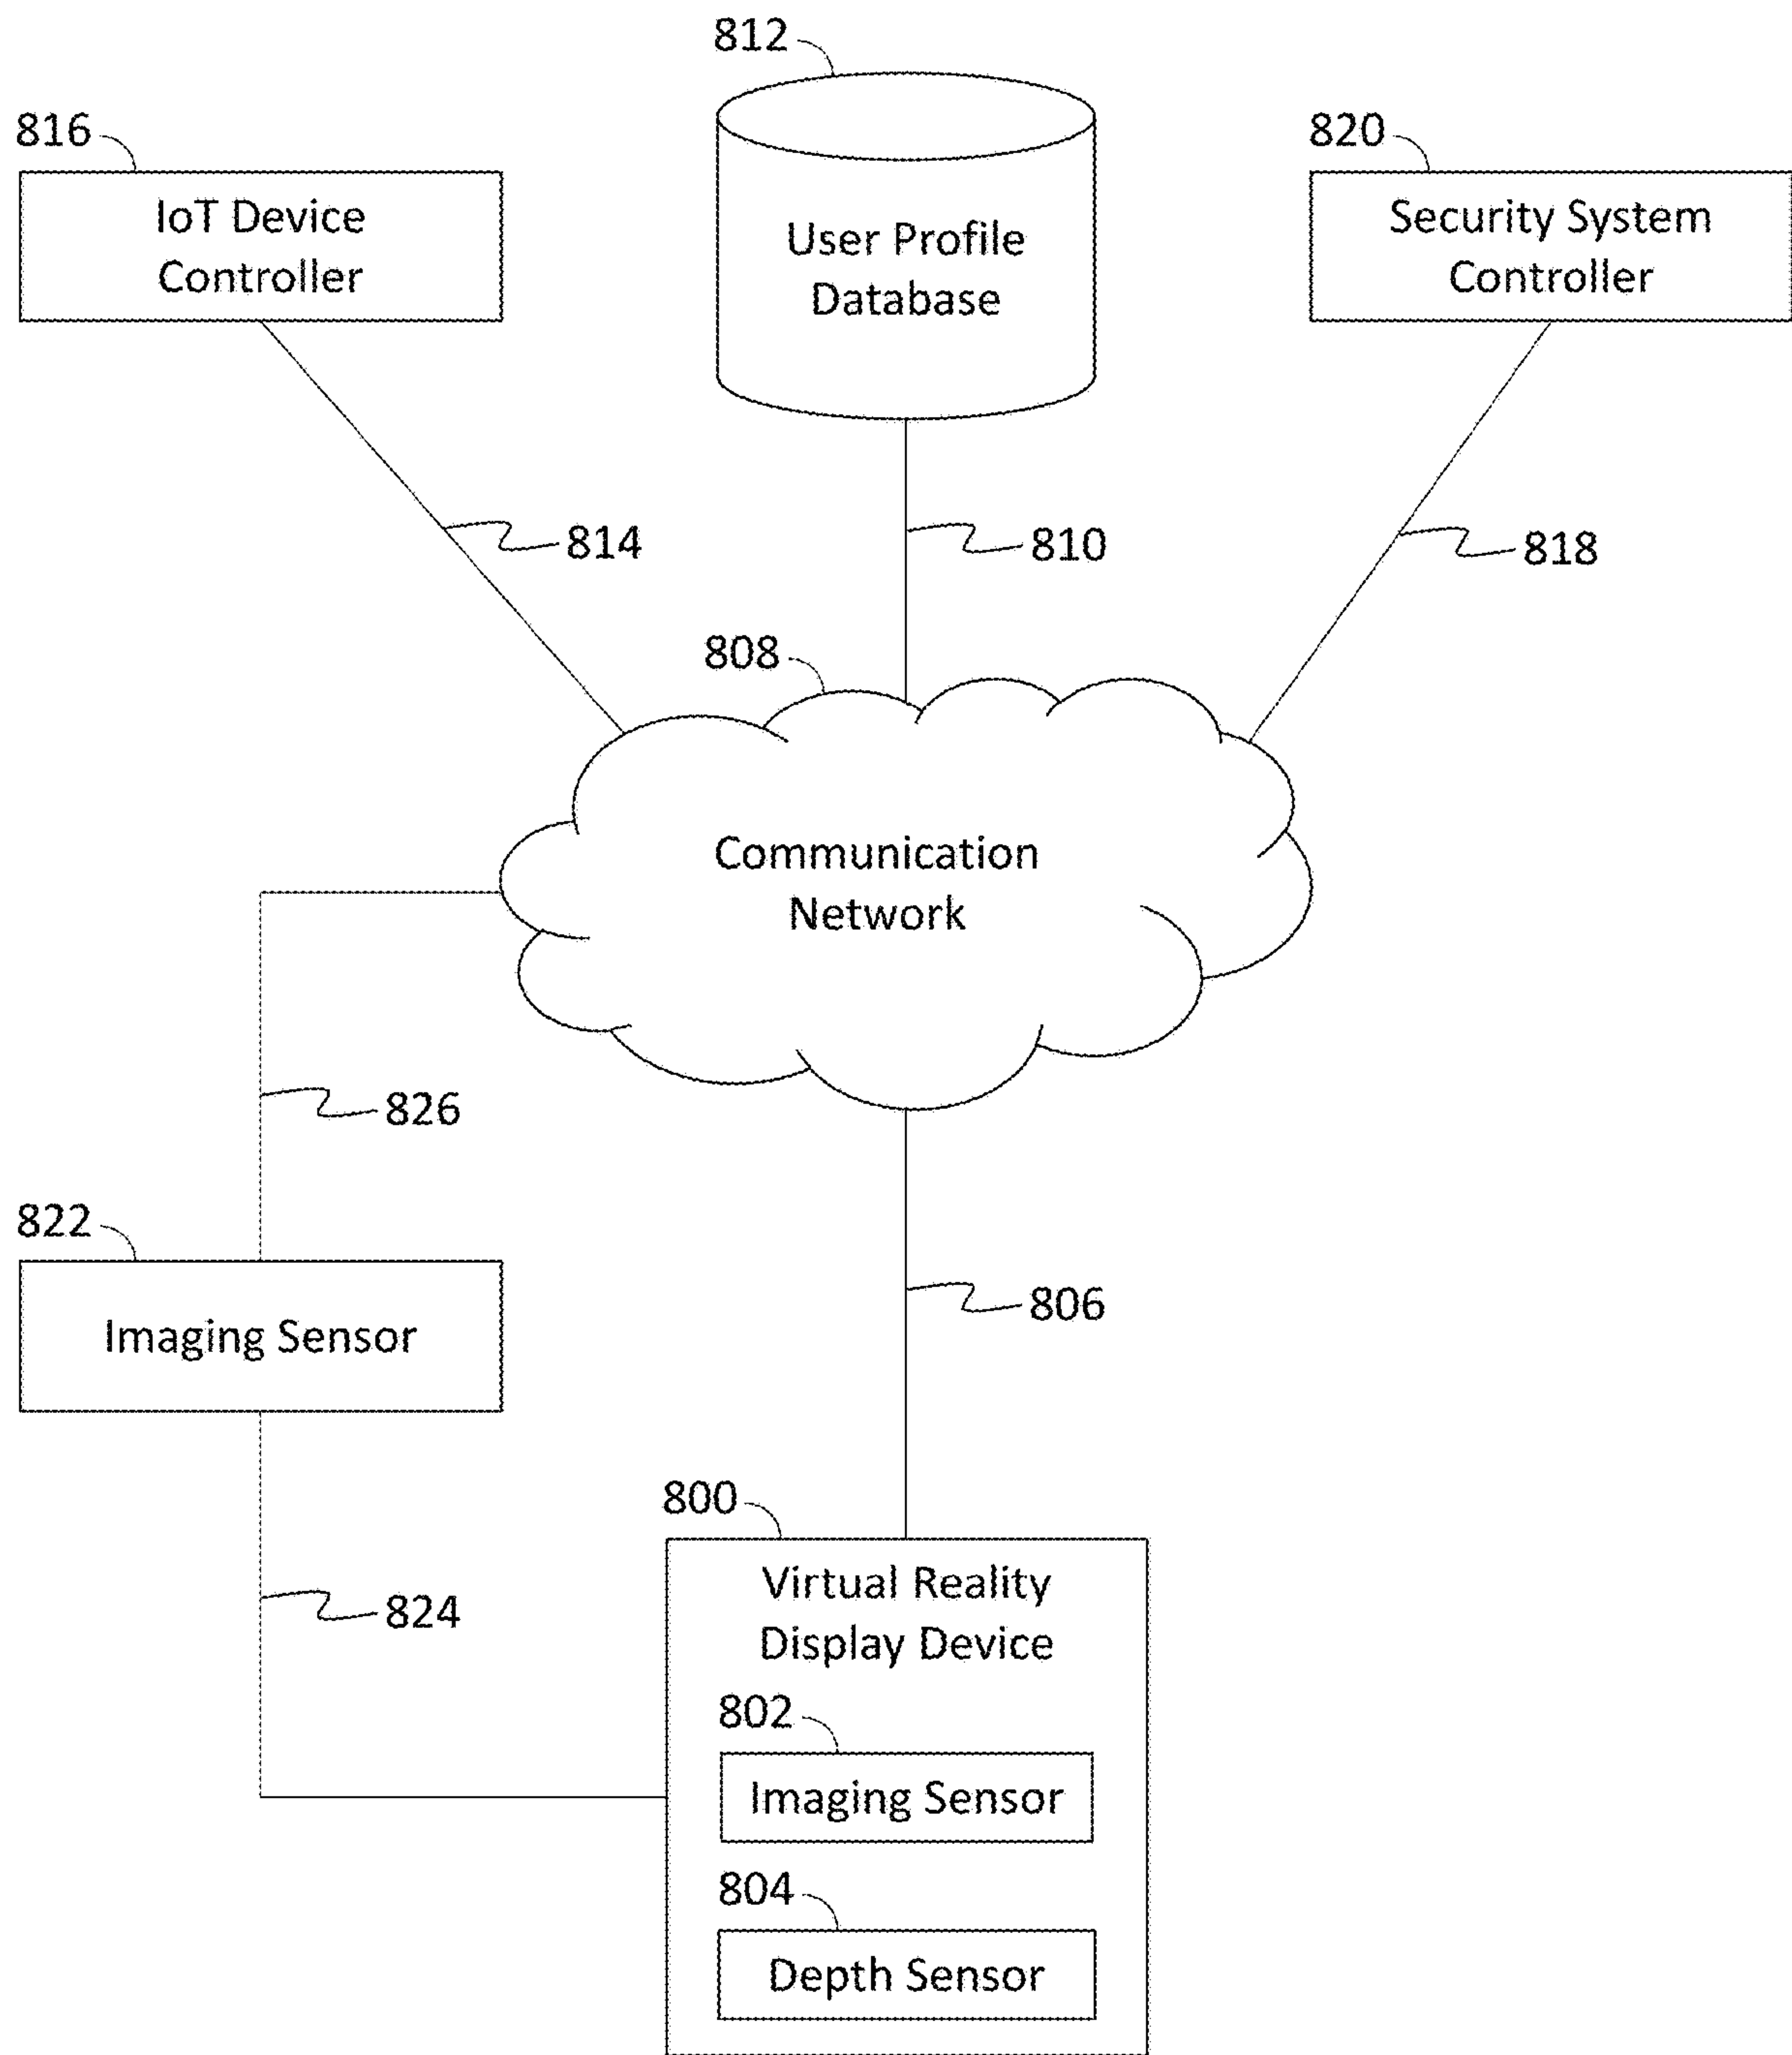 812
816
820
IoT Device
Controller
User Profile
Database
Security System
Controller
814
810
818
808
Communication
Network
826
822
806
Imaging Sensor
800
824
Virtual Reality
Display Device
802
Imaging Sensor
804
Depth Sensor